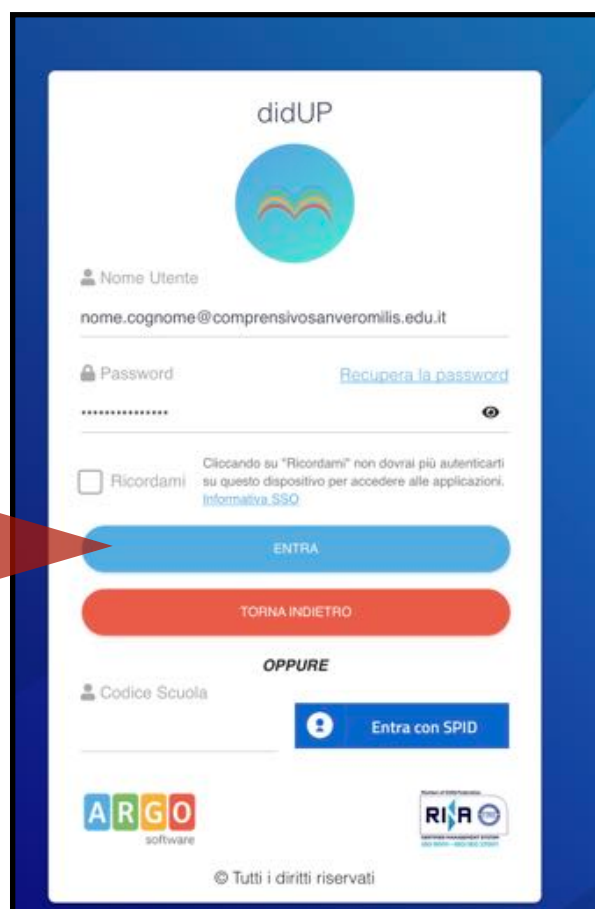 didUP
Nome Utente
nome.cognome@comprensivosanveromilis.edu.it
Password Recupera la password
Ricordami
Cliccando su "Ricordami" non dovrai più autenticarti
su questo dispositivo per accedere alle applicazioni.
Informativa SSO
ENTRA
TORNA INDIETRO
OPPURE
Codice Scuola
Entra con SPID
ARGO
software
RINA
© Tutti i diritti riservati